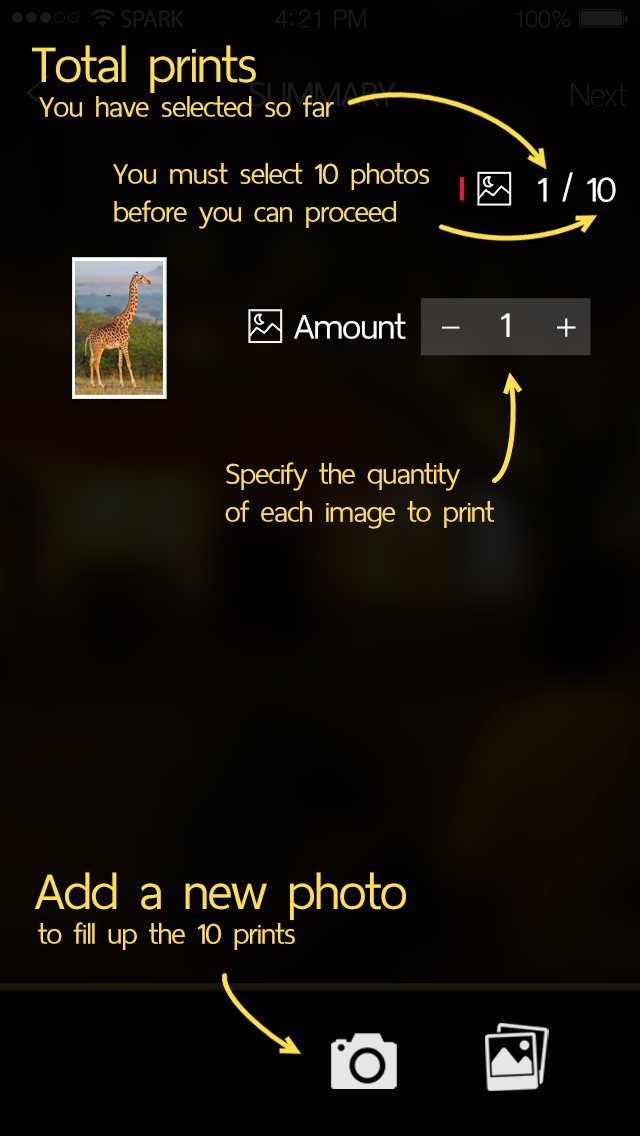 SPARK 4:21 PM 100%
Total prints
SUMMARY Next
You have selected so far
You must select 10 photos
before you can proceed
1 / 10
Amount − 1 +
Specify the quantity
of each image to print
Add a new photo
to fill up the 10 prints